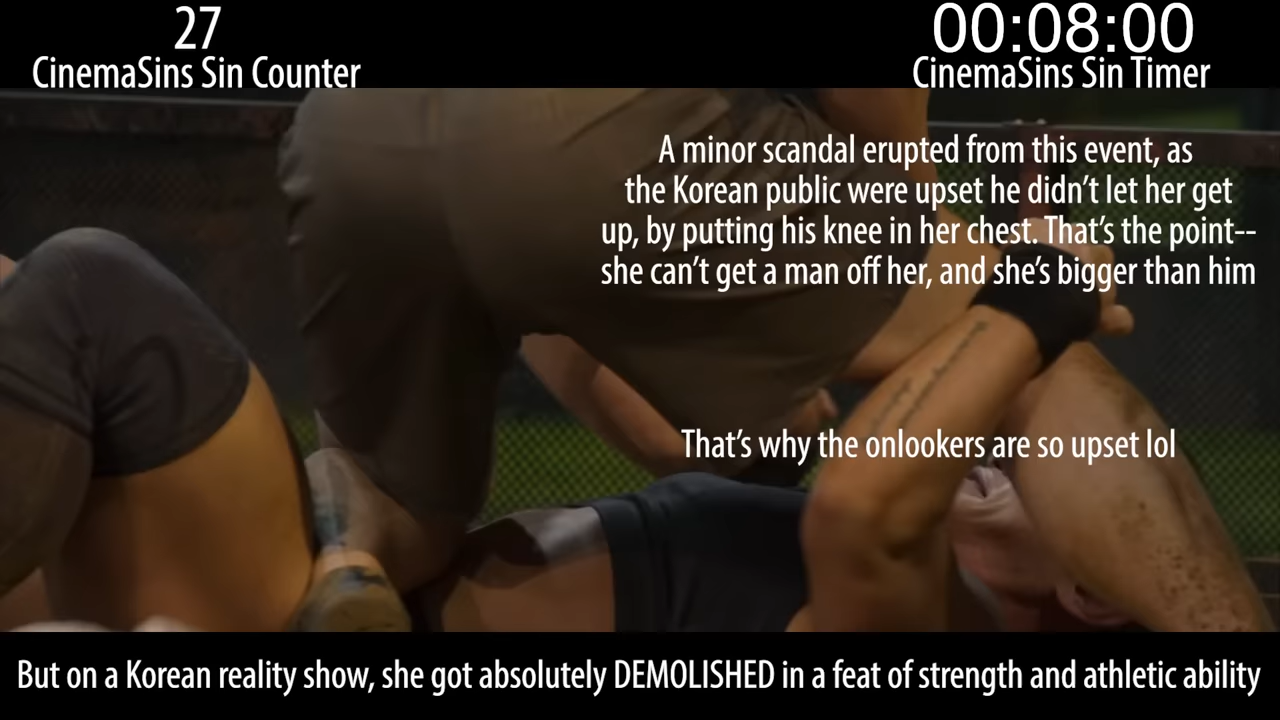 27
CinemaSins Sin Counter
00:08:00
CinemaSins Sin Timer
A minor scandal erupted from this event, as
the Korean public were upset he didn’t let her get
up, by putting his knee in her chest. That’s the point--
she can’t get a man off her, and she’s bigger than him
That’s why the onlookers are so upset lol
But on a Korean reality show, she got absolutely DEMOLISHED in a feat of strength and athletic ability